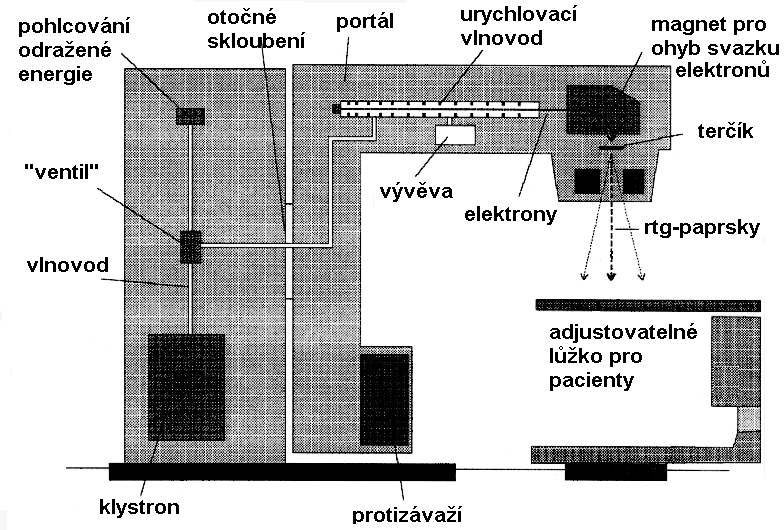 pohlcování
odražené
energie
otočné
skloubení
portál
urychlovací
vlnovod
magnet pro
ohyb svazku
elektronů
terčík
"ventil"
vývěva
elektrony
rtg-paprsky
vlnovod
adjustovatelné
lůžko pro
pacienty
klystron
protizávaží